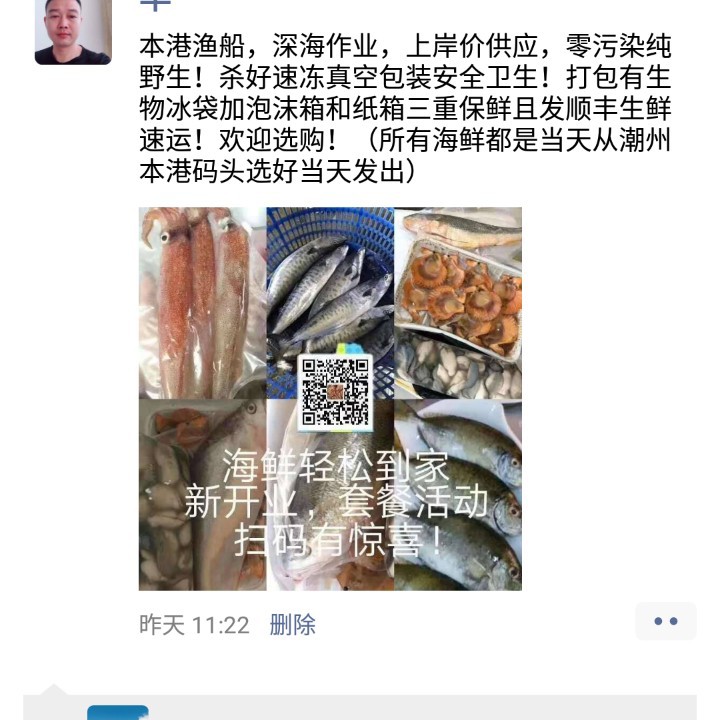 本港渔船，深海作业，上岸价供应，零污染纯
野生！杀好速冻真空包装安全卫生！打包有生
物冰袋加泡沫箱和纸箱三重保鲜且发顺丰生鲜
速运！欢迎选购！（所有海鲜都是当天从潮州
本港码头选好当天发出）
海鲜轻松到家
新开业，套餐活动
扫码有惊喜！
昨天 11:22 删除